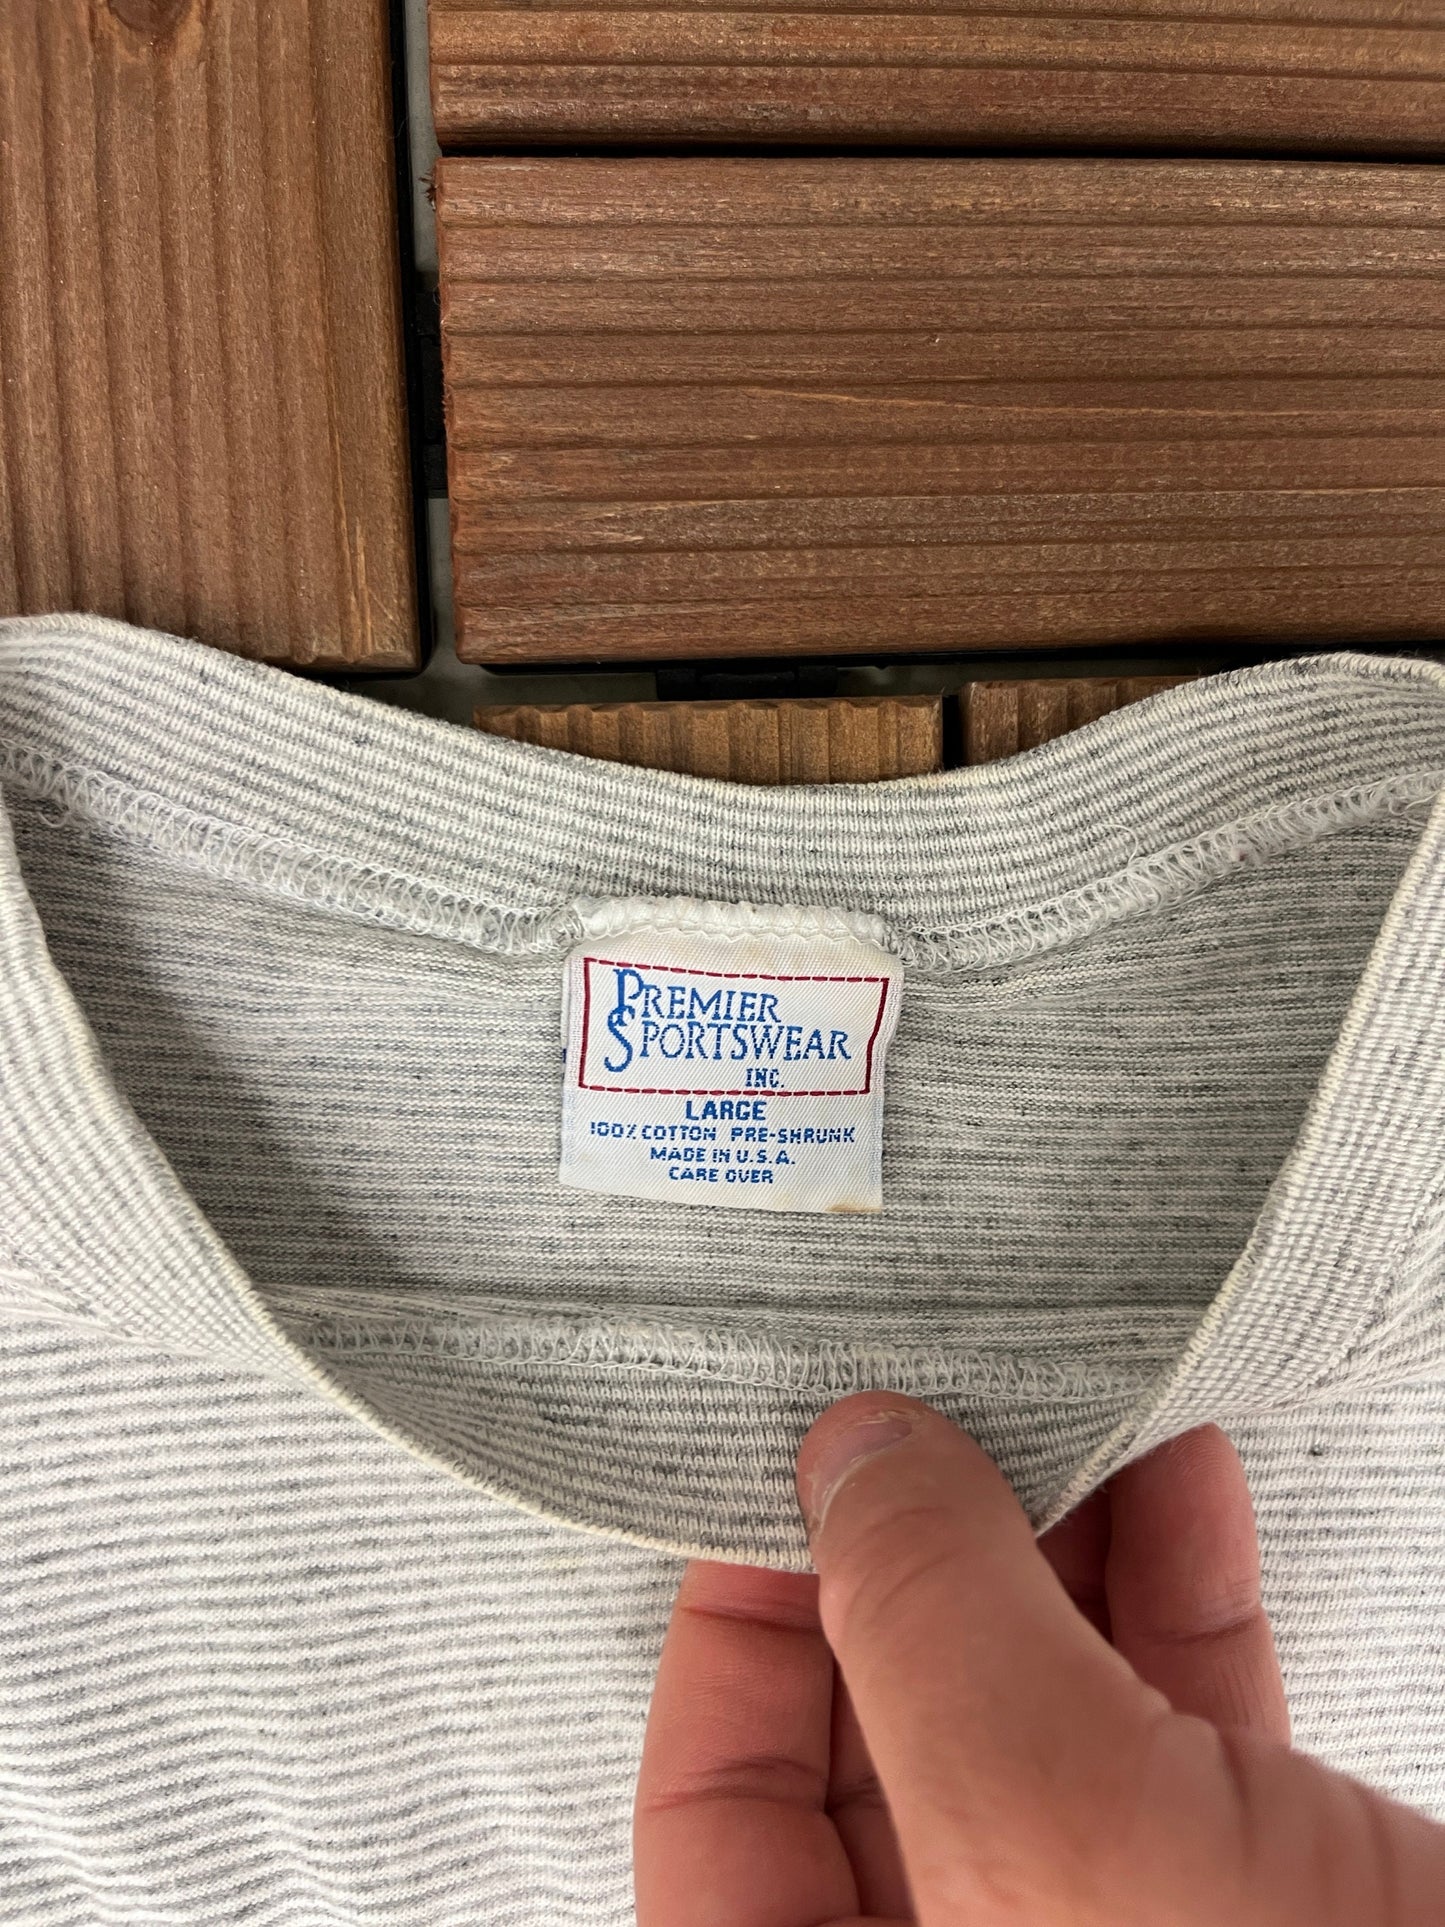 PREMIER
SPORTSWEAR
INC.
LARGE
100% COTTON PRE-SHRUNK
MADE IN U.S.A.
CARE OVER